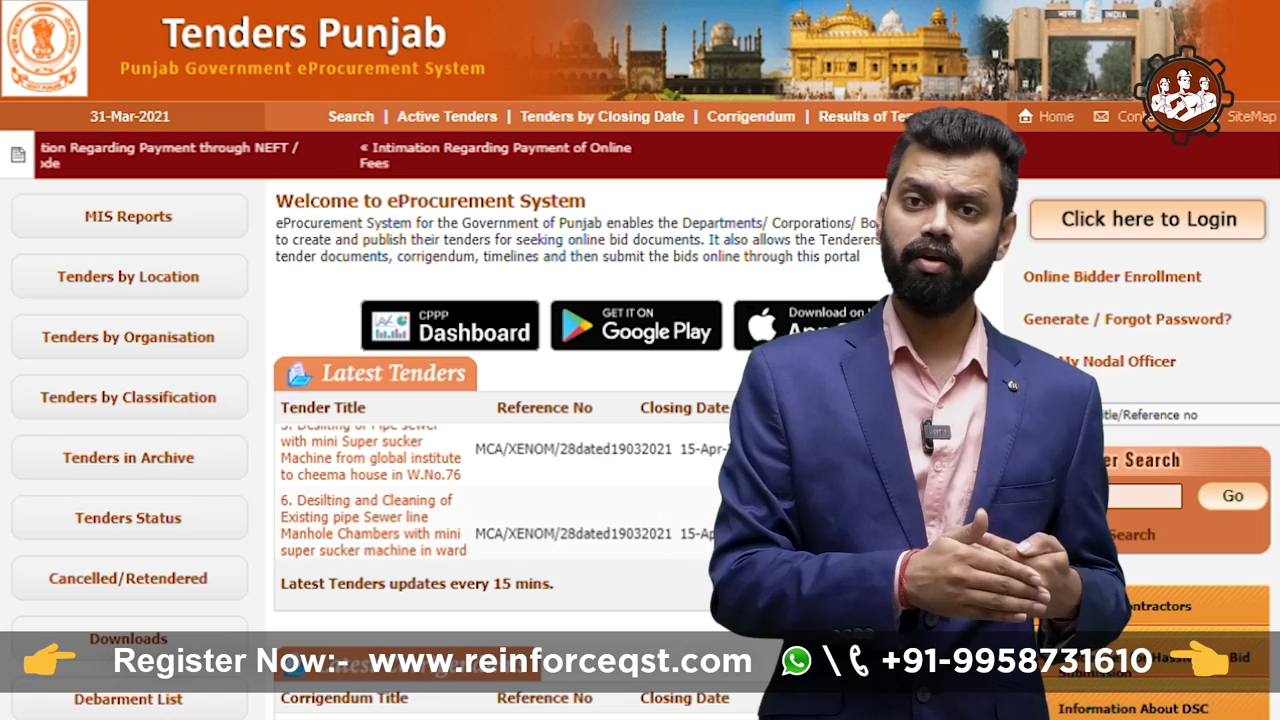 Tenders Punjab
Punjab Government eProcurement System
INDIA
31-Mar-2021
Search | Active Tenders | Tenders by Closing Date | Corrigendum | Results of
Home
SiteMap
tion Regarding Payment through NEFT /
« Intimation Regarding Payment of Online
Fees
MIS Reports
Tenders by Location
Tenders by Organisation
Tenders by Classification
Tenders in Archive
Tenders Status
Cancelled/Retendered
Downloads
Debarment List
Welcome to eProcurement System
eProcurement System for the Government of Punjab enables the Departments/ Corporations/
to create and publish their tenders for seeking online bid documents. It also allows the Tenderers
tender documents, corrigendum, timelines and then submit the bids online through this portal
CPPP
Dashboard
GET IT ON
Google Play
Download on
Latest Tenders
Tender Title Reference No Closing Date
with mini Super sucker
Machine from global institute
to cheema house in W.No.76
MCA/XENOM/28dated19032021 15-Apr-
6. Desilting and Cleaning of
Existing pipe Sewer line
Manhole Chambers with mini
super sucker machine in ward
MCA/XENOM/28dated19032021
Latest Tenders updates every 15 mins.
Corrigendum Title Reference No Closing Date
Click here to Login
Online Bidder Enrollment
Generate / Forgot Password?
My Nodal Officer
itle/Reference no
er Search
Go
Search
ontractors
Bid
Information About DSC
Register Now:- www.reinforceqst.com \ +91-9958731610